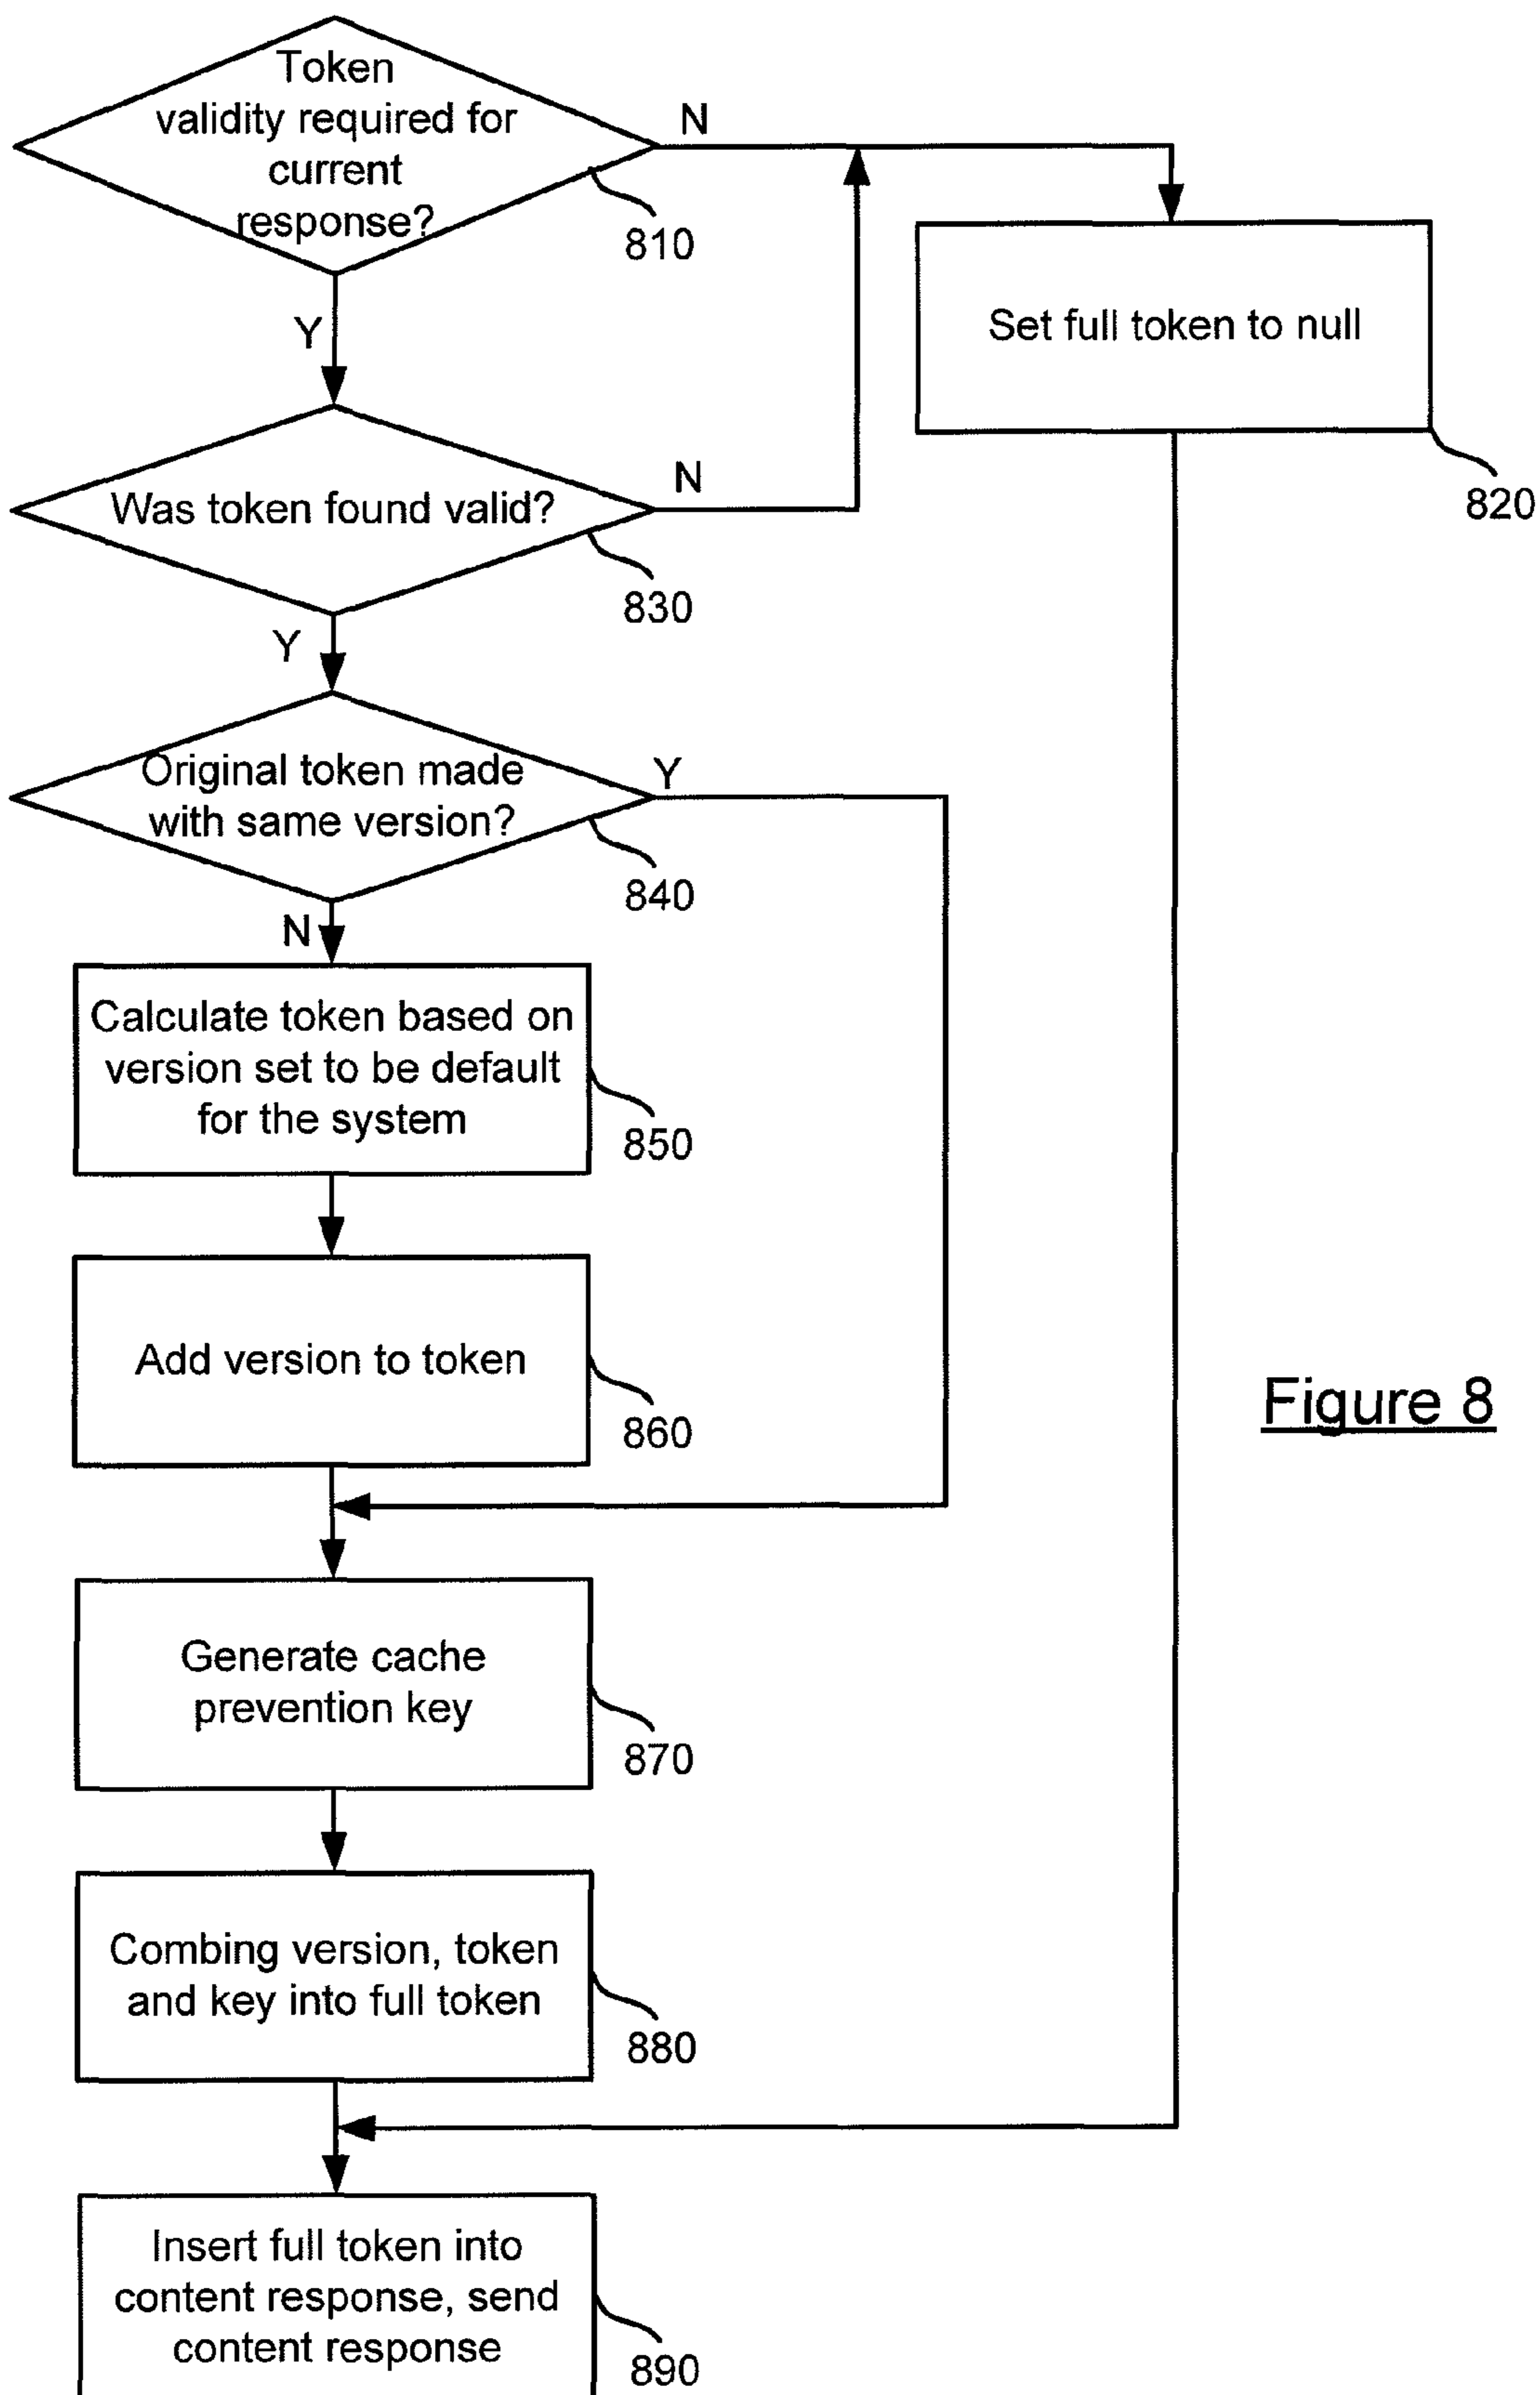 Token
validity required for
current
response?
N
810
Y
Set full token to null
820
Was token found valid?
N
830
Y
Original token made
with same version?
Y
840
N
Calculate token based on
version set to be default
for the system
850
Add version to token
860
Figure 8
Generate cache
prevention key
870
Combing version, token
and key into full token
880
Insert full token into
content response, send
content response
890